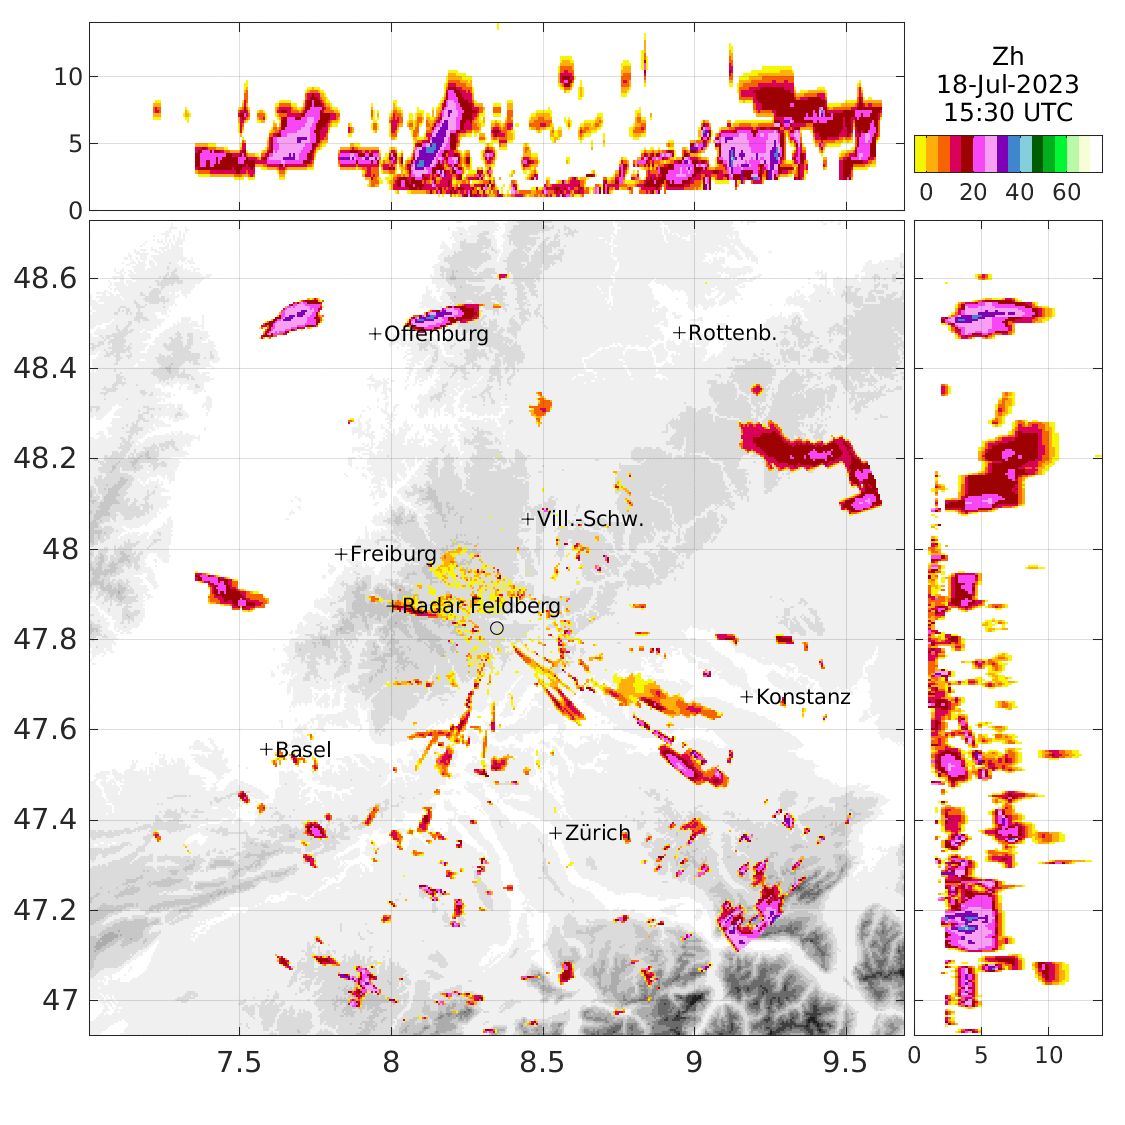 10
5
0
Zh
18-Jul-2023
15:30 UTC
0 20 40 60
48.6
48.4
48.2
48
47.8
47.6
47.4
47.2
47
+Offenburg
+Rottenb.
+Vill.-Schw.
+Freiburg
+Radar Feldberg
+Konstanz
+Basel
+Zürich
7.5 8 8.5 9 9.5
0 5 10